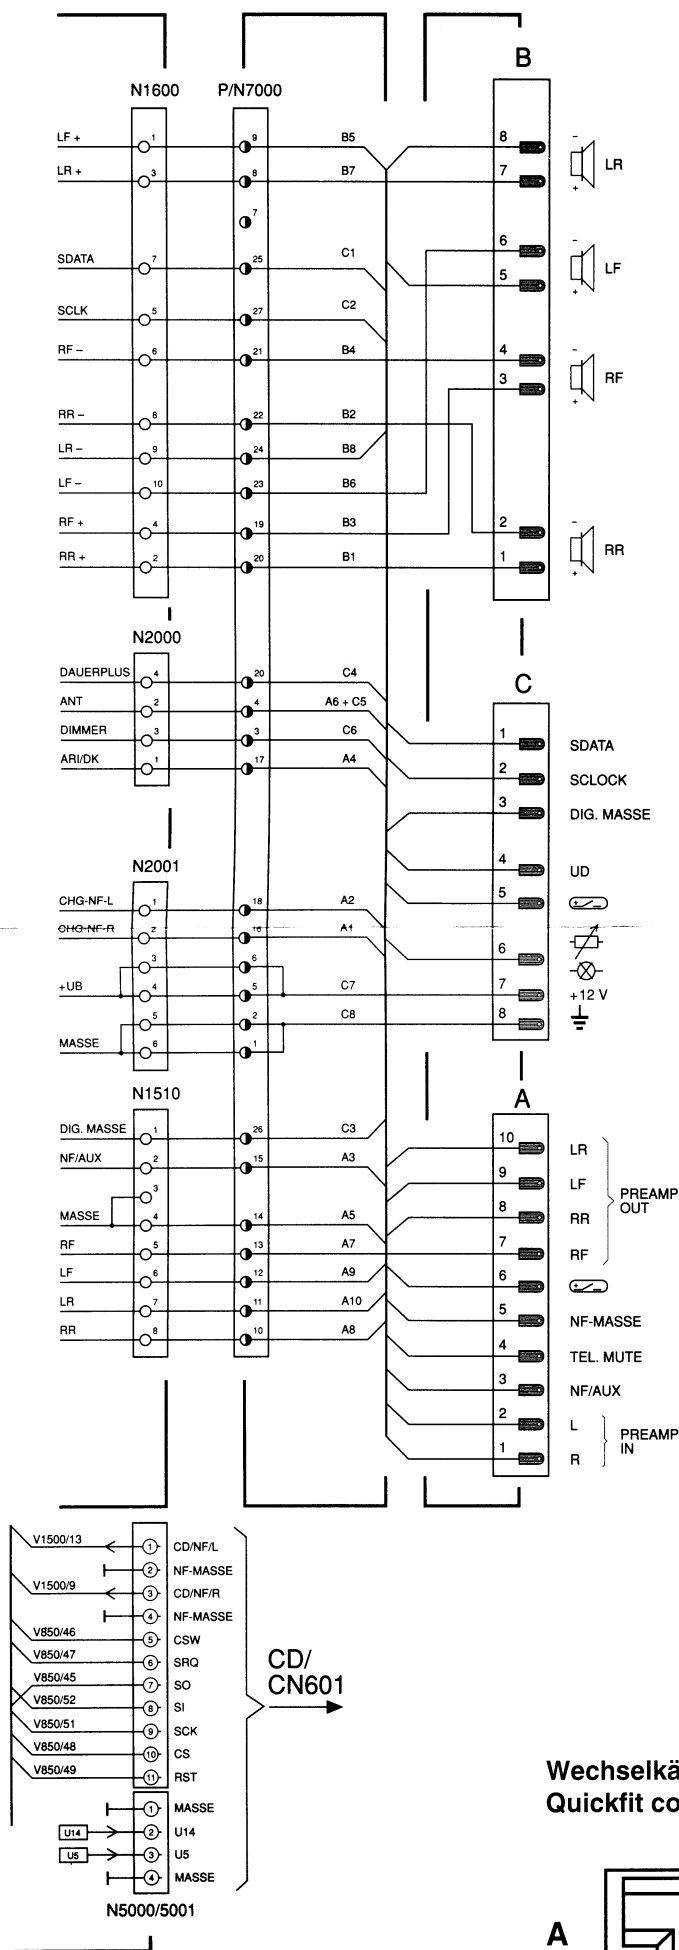 B
N1600 P/N7000
LF + 1 9 B5 8 - LR
LR + 3 8 B7 7 +
7
6 - LF
SDATA 7 25 C1 5 +
SCLK 5 27 C2
RF - 6 21 B4 4 - RF
3 +
RR - 8 22 B2
LR - 9 24 B8
LF - 10 23 B6
RF + 4 19 B3 2 - RR
RR + 2 20 B1 1 +
N2000
C
DAUERPLUS 4 20 C4
ANT 2 4 A6 + C5
DIMMER 3 3 C6 1 SDATA
ARI/DK 1 17 A4 2 SCLOCK
3 DIG. MASSE
N2001
4 UD
CHG-NF-L 1 18 A2 5 + -
CHG-NF-R 2 16 A1
3 6 6
+UB 4 5 C7 7 +12 V
5 2 C8 8
MASSE 6 1
N1510
A
DIG. MASSE 1 26 C3 10 LR
NF/AUX 2 15 A3 9 LF
3 8 RR
PREAMP
OUT
MASSE 4 14 A5
RF 5 13 A7 7 RF
LF 6 12 A9 6 + -
LR 7 11 A10 5 NF-MASSE
RR 8 10 A8 4 TEL. MUTE
3 NF/AUX
2 L
1 R
PREAMP
IN
V1500/13 1 CD/NF/L
2 NF-MASSE
V1500/9 3 CD/NF/R
4 NF-MASSE
V850/46 5 CSW
V850/47 6 SRQ
V850/45 7 SO
V850/52 8 SI
V850/51 9 SCK
V850/48 10 CS
V850/49 11 RST
CD/
CN601
1 MASSE
U14 2 U14
U5 3 U5
4 MASSE
N5000/5001
Wechselkä
Quickfit co
A